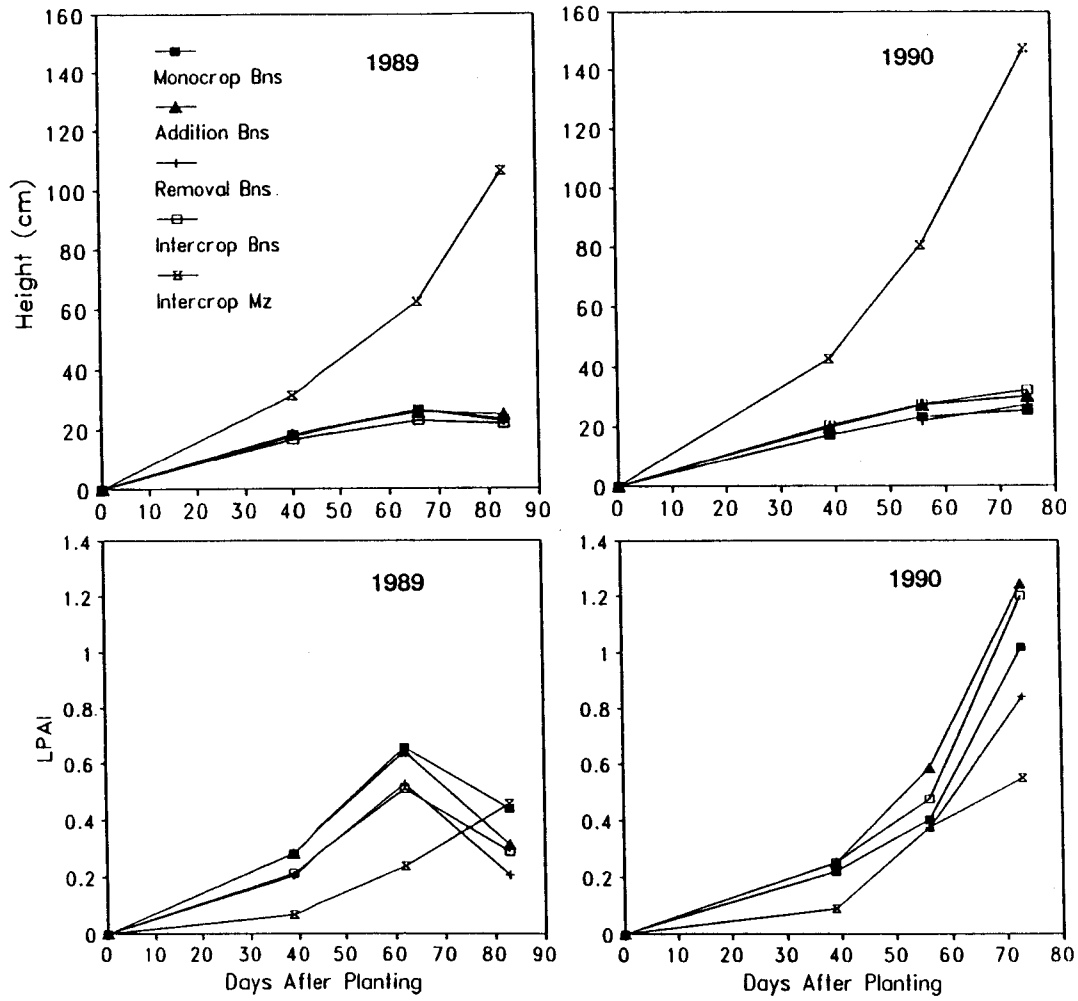 160
140
120
100
80
60
40
20
0
Height (cm)
1989
Monocrop Bns
Addition Bns
Removal Bns.
Intercrop Bns
Intercrop Mz
0 10 20 30 40 50 60 70 80 90
160
140
120
100
80
60
40
20
0
1990
0 10 20 30 40 50 60 70 80
1.4
1.2
1
0.8
0.6
0.4
0.2
0
LPAI
1989
0 10 20 30 40 50 60 70 80 90
Days After Planting
1.4
1.2
1
0.8
0.6
0.4
0.2
0
1990
0 10 20 30 40 50 60 70 80
Days After Planting